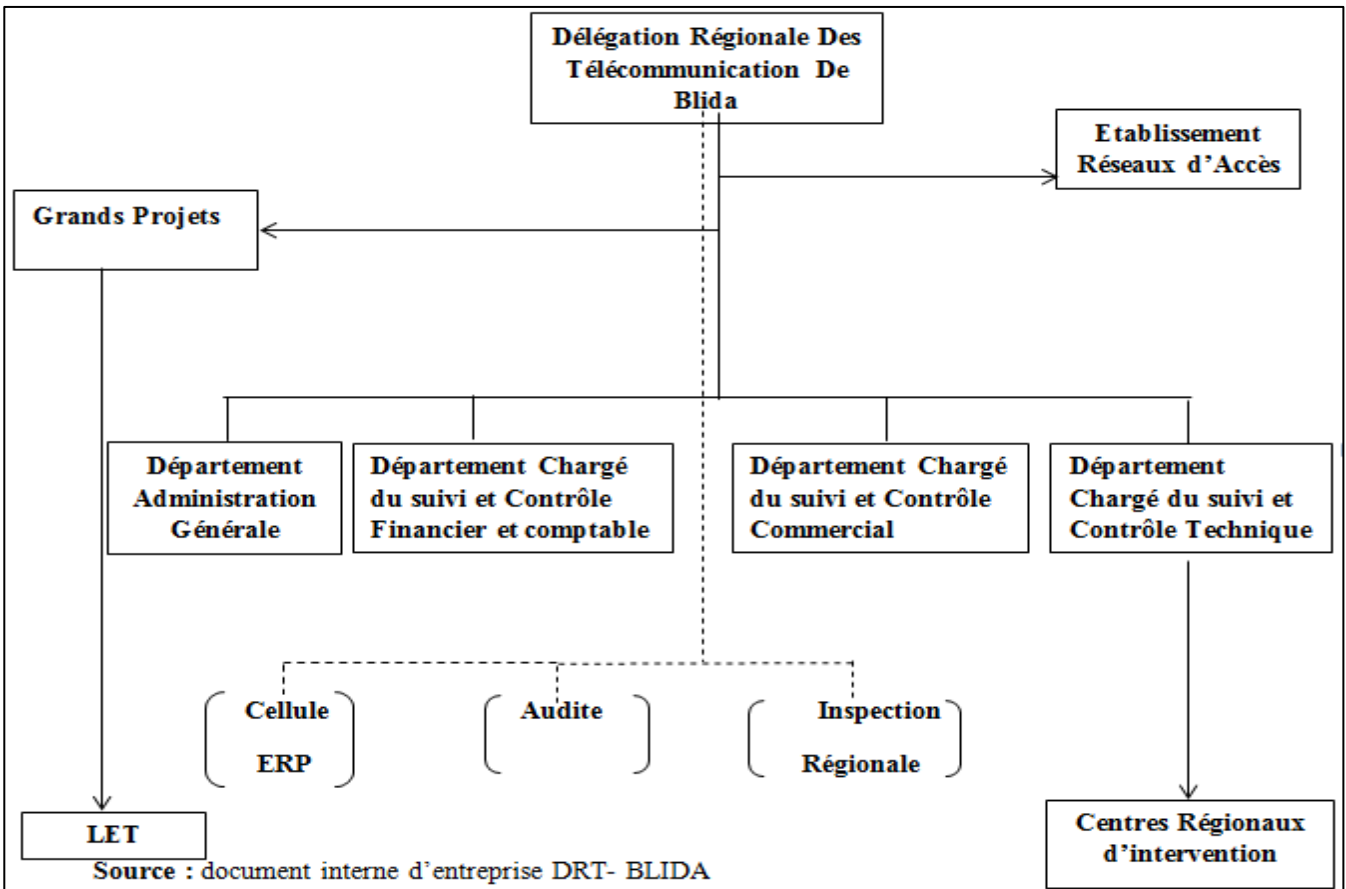 Délégation Régionale Des
Télécommunication De
Blida
Etablissement
Réseaux d'Accès
Grands Projets
Département
Administration
Générale
Département Chargé
du suivi et Contrôle
Financier et comptable
Département Chargé
du suivi et Contrôle
Commercial
Département
Chargé du suivi et
Contrôle Technique
Cellule
ERP
Audite
Inspection
Régionale
LET
Centres Régionaux
d'intervention
Source : document interne d'entreprise DRT- BLIDA